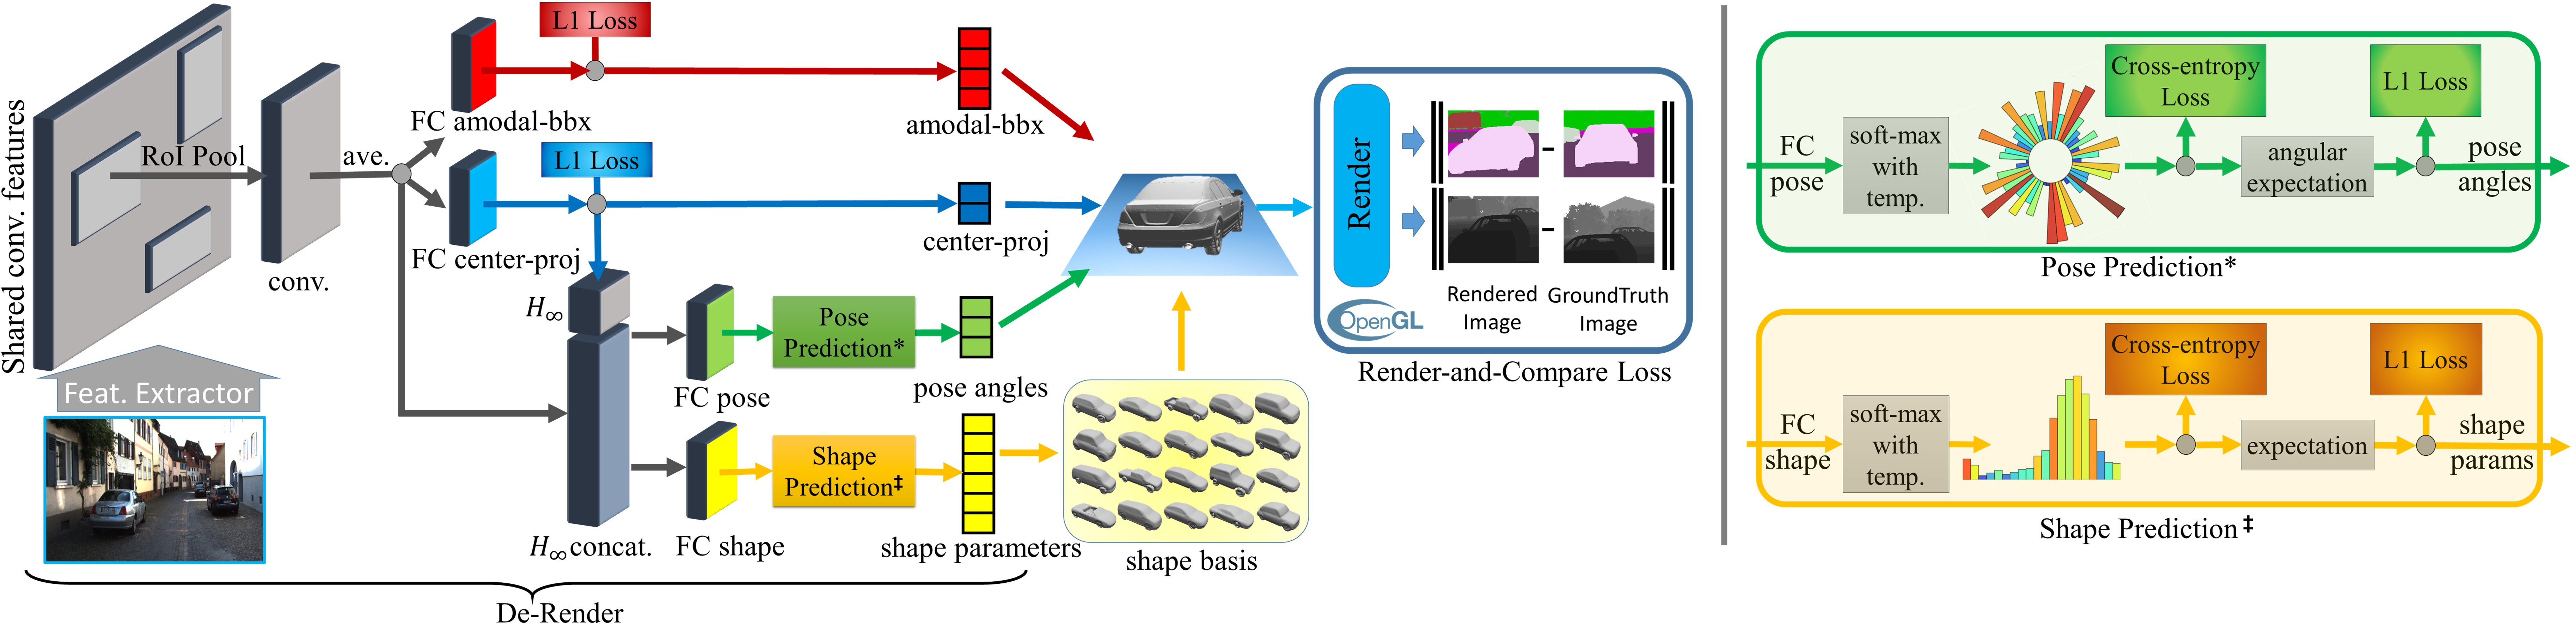 Shared conv. features
RoI Pool
Feat. Extractor
conv.
ave.
L1 Loss
FC amodal-bbx
amodal-bbx
L1 Loss
FC center-proj
center-proj
H∞
H∞ concat.
FC pose
Pose
Prediction*
pose angles
FC shape
Shape
Prediction‡
shape parameters
De-Render
shape basis
Render
Rendered
Image
GroundTruth
Image
OpenGL
Render-and-Compare Loss
FC
pose
soft-max
with
temp.
Cross-entropy
Loss
angular
expectation
L1 Loss
pose
angles
Pose Prediction*
FC
shape
soft-max
with
temp.
Cross-entropy
Loss
expectation
L1 Loss
shape
params
Shape Prediction‡